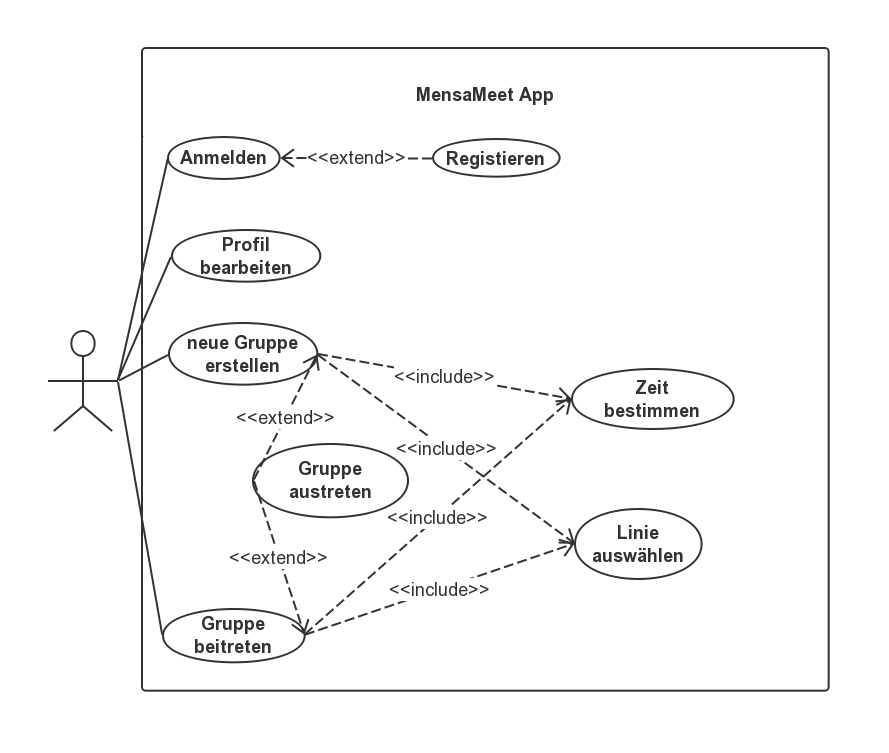 MensaMeet App
Anmelden
<<extend>>
Registieren
Profil
bearbeiten
neue Gruppe
erstellen
<<include>>
Zeit
bestimmen
<<extend>>
<<include>>
Gruppe
austreten
<<include>>
Linie
auswählen
<<extend>>
<<include>>
Gruppe
beitreten